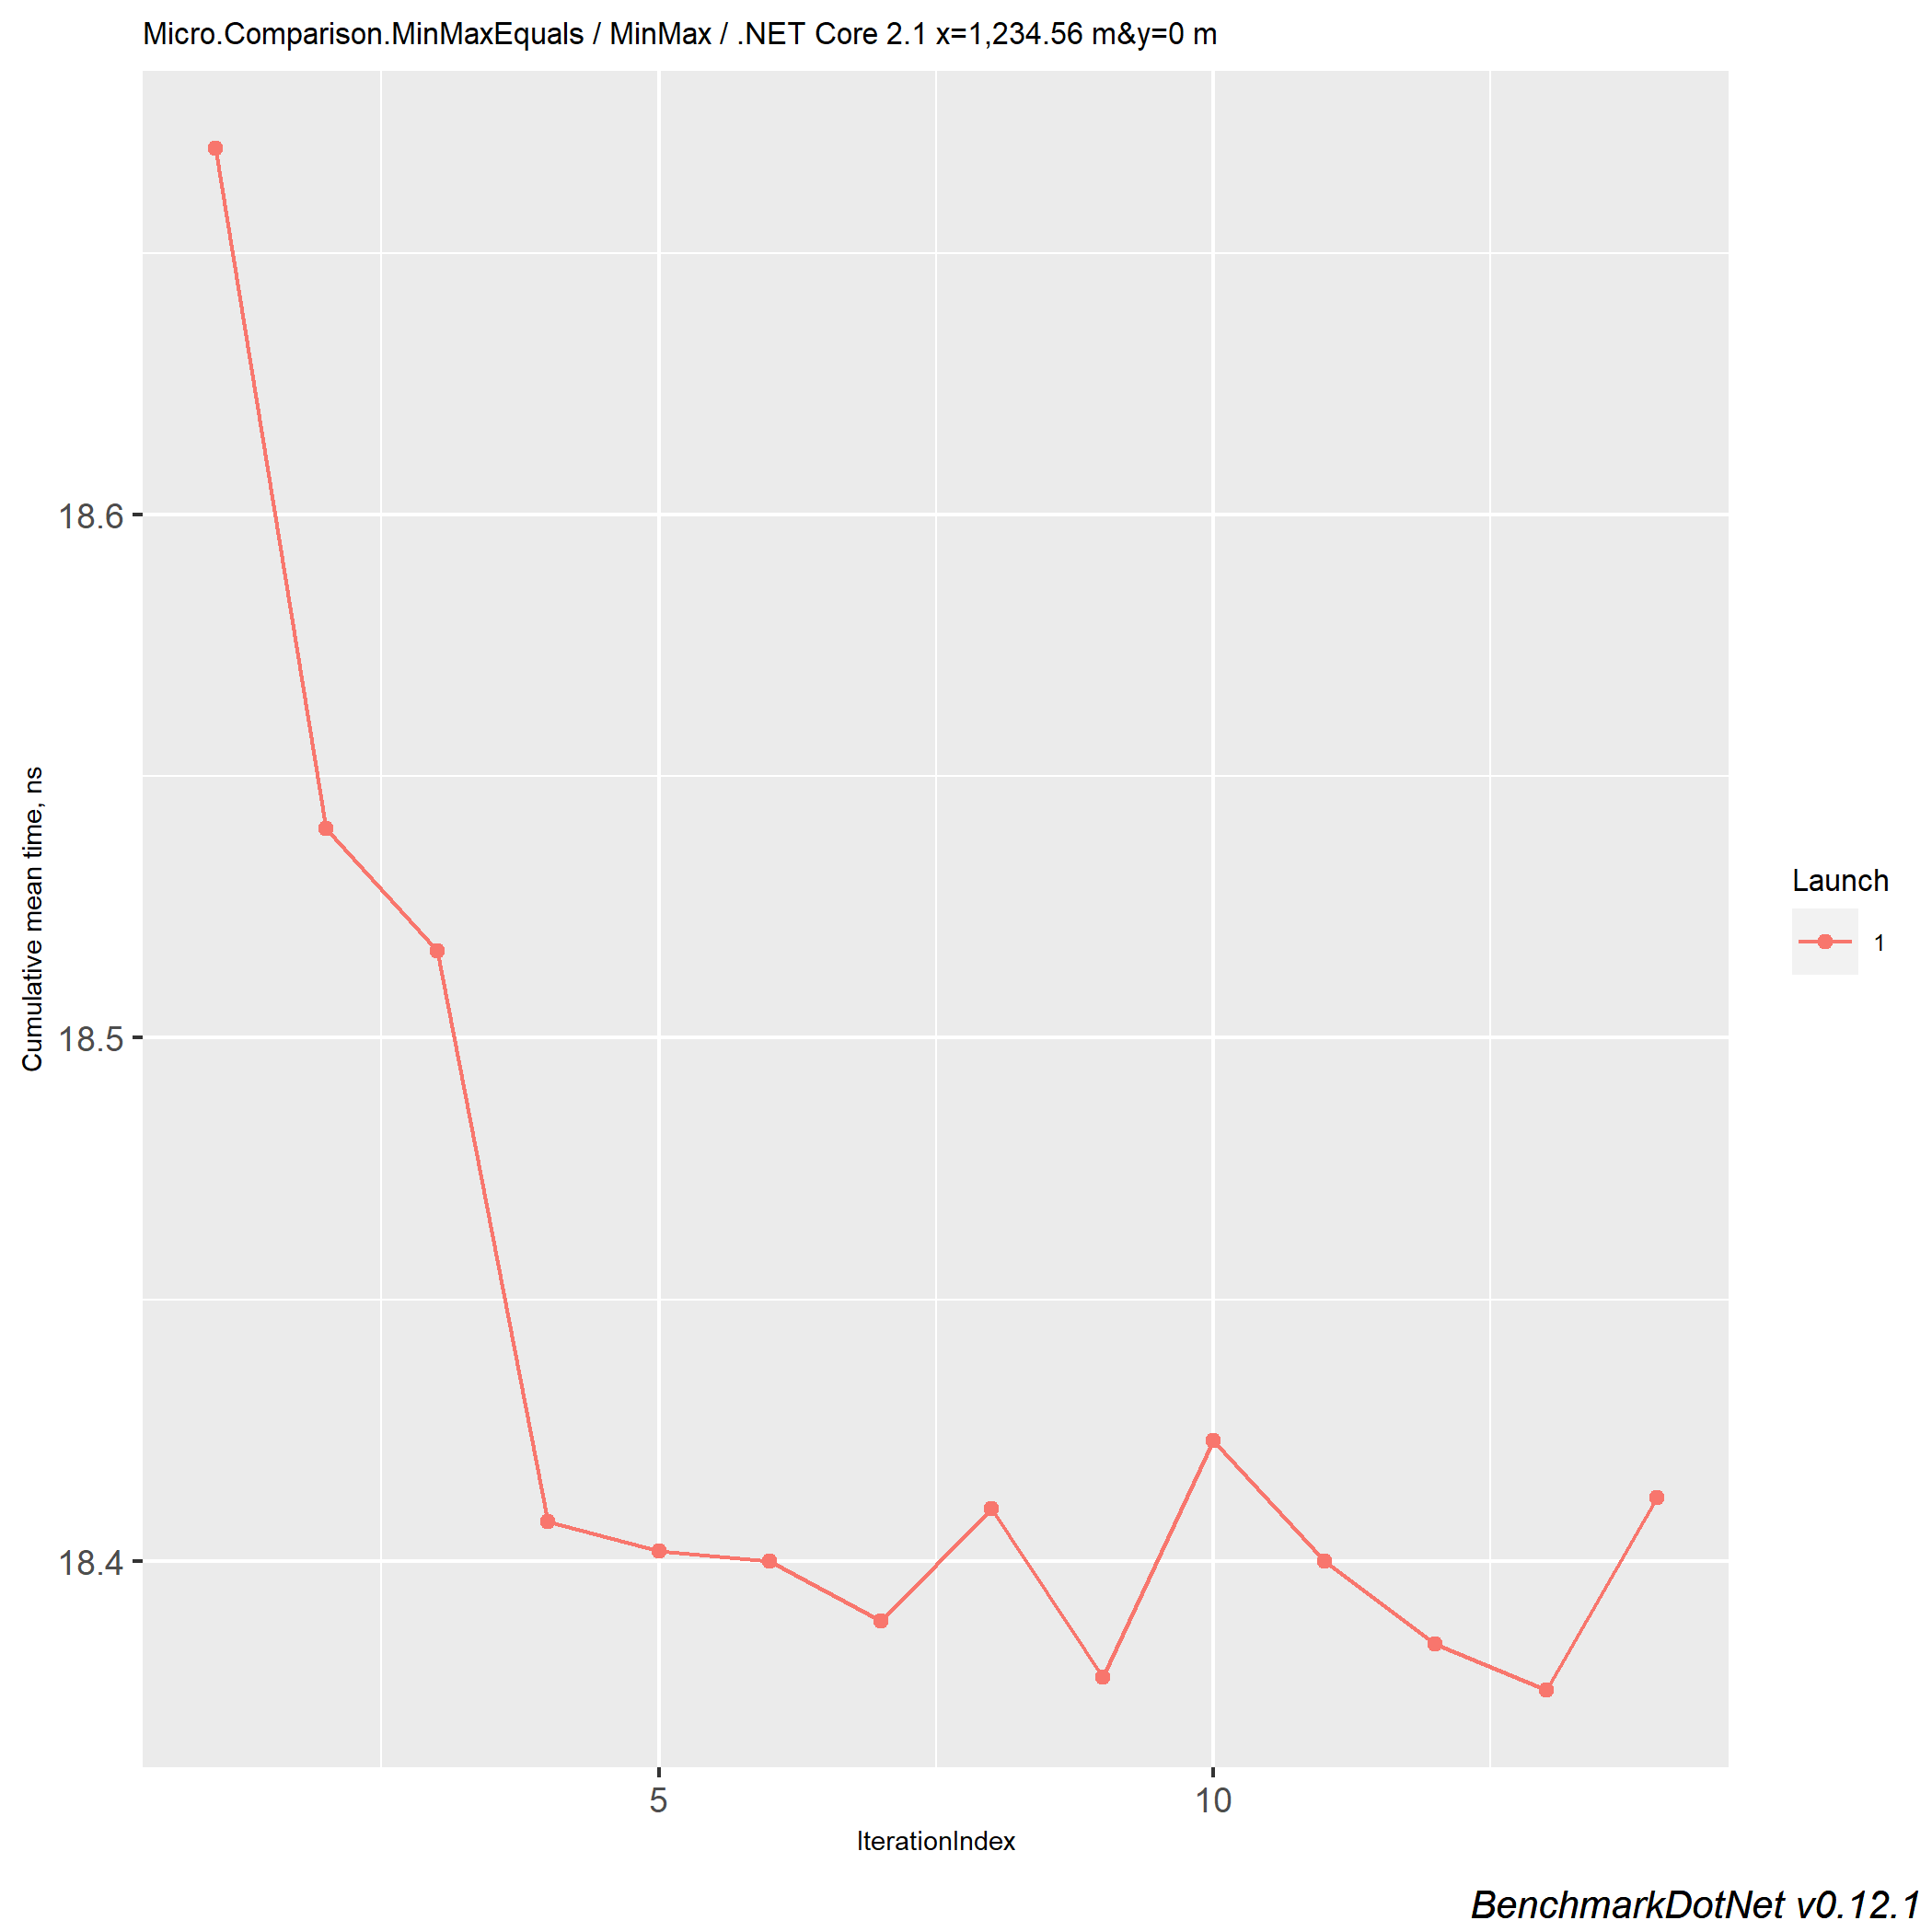 Micro.Comparison.MinMaxEquals / MinMax / .NET Core 2.1 x=1,234.56 m&y=0 m
Cumulative mean time, ns
18.6
18.5
18.4
5
10
IterationIndex
Launch
1
BenchmarkDotNet v0.12.1